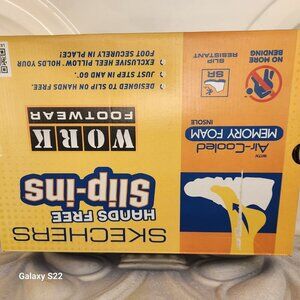 SKECHERS
HANDS FREE
Slip-ins
WORK
FOOTWEAR
DESIGNED TO SLIP ON HANDS FREE.
JUST STEP IN AND GO.
EXCLUSIVE HEEL PILLOW HOLDS YOUR
FOOT SECURELY IN PLACE!
WITH
Air-Cooled
MEMORY FOAM
INSOLE
SR
SLIP
RESISTANT
NO MORE
BENDING
Galaxy S22